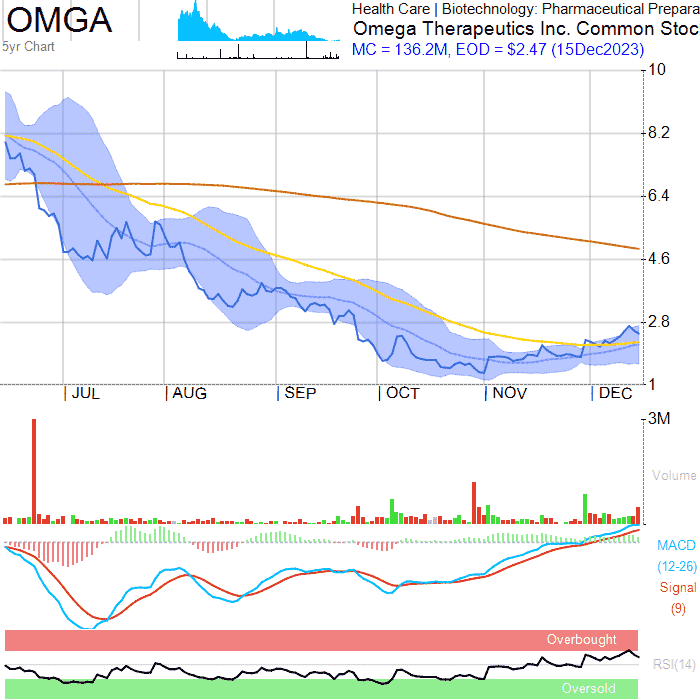 OMGA
5yr Chart
Health Care | Biotechnology: Pharmaceutical Prepara
Omega Therapeutics Inc. Common Stoc
MC = 136.2M, EOD = $2.47 (15Dec2023)
10
8.2
6.4
4.6
2.8
1
| JUL | AUG | SEP | OCT | NOV | DEC
3M
Volume
MACD
(12-26)
Signal
(9)
Overbought
RSI(14)
Oversold